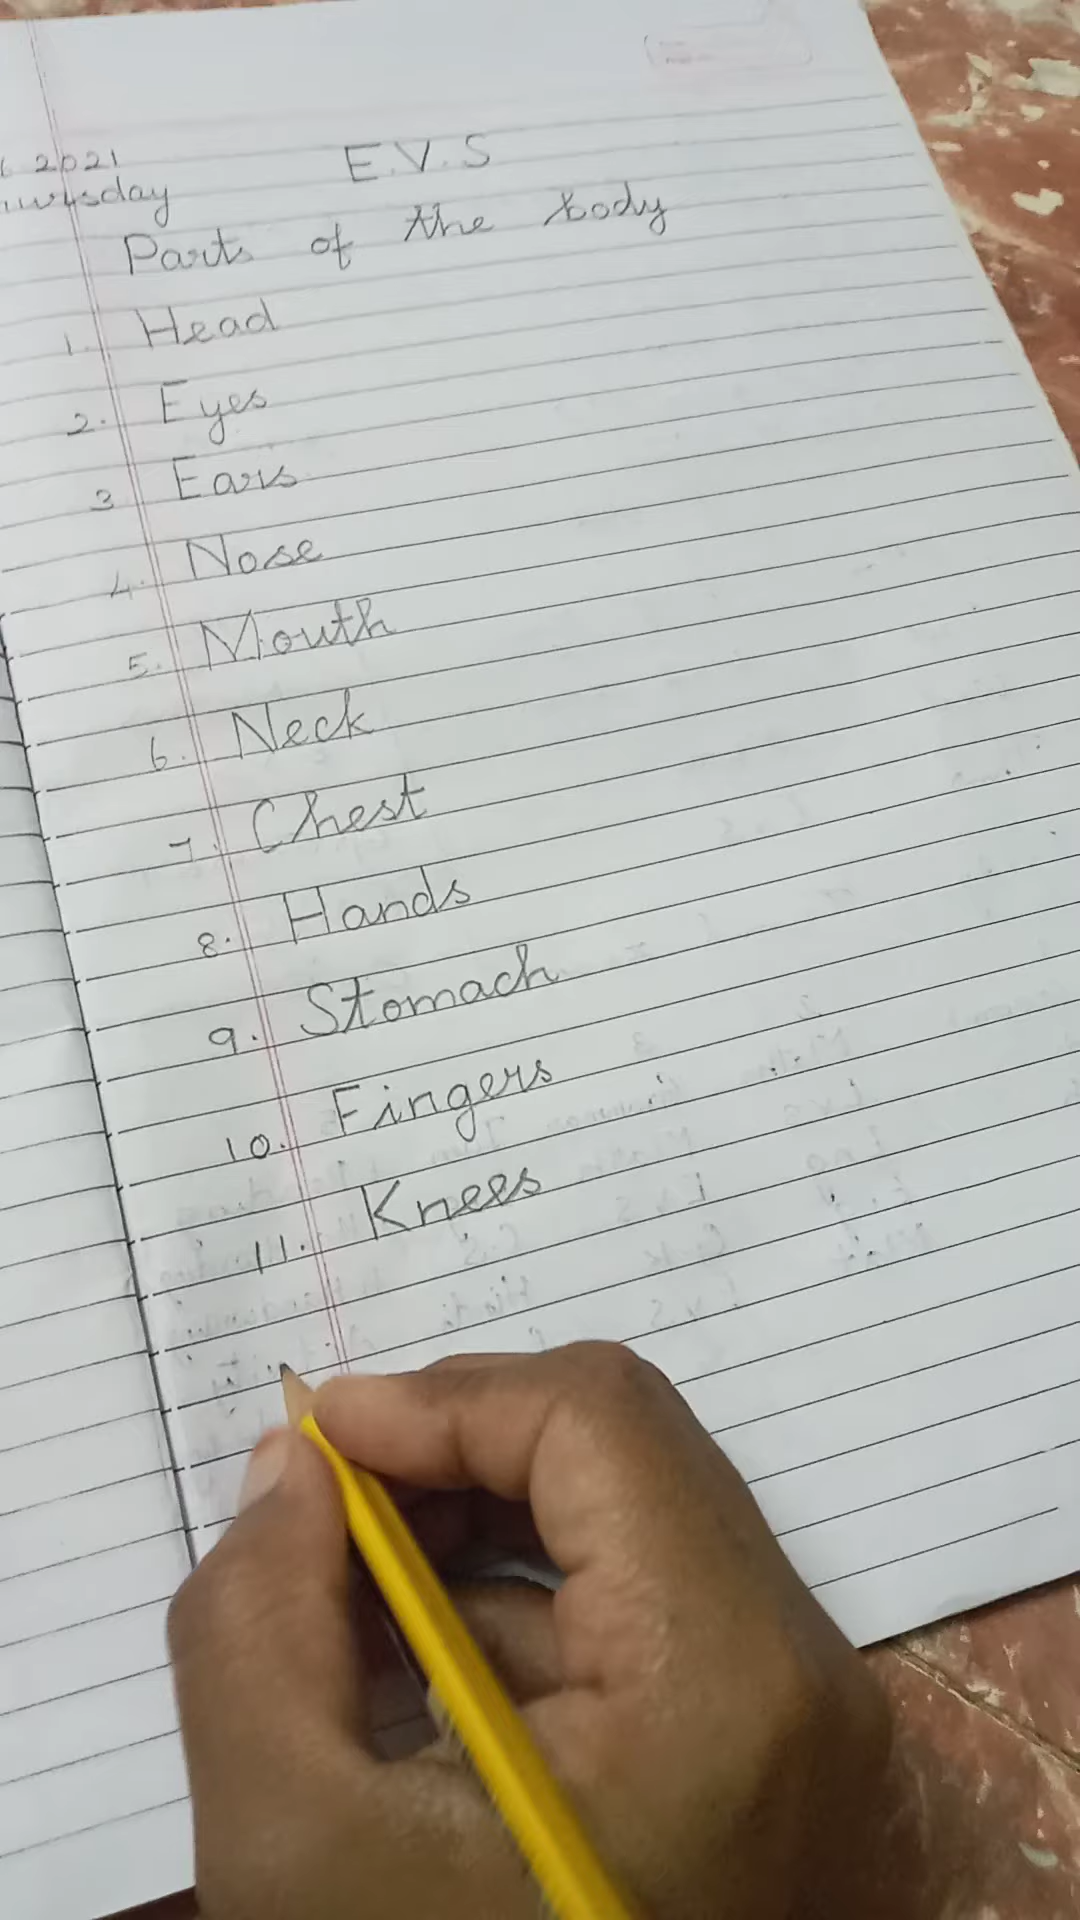 2021
E.V.S
Parts of the body
1. Head
2. Eyes
3 Ears
4. Nose
5. Mouth
6. Neck
7. Chest
8. Hands
9. Stomach
10. Fingers
11. Knees